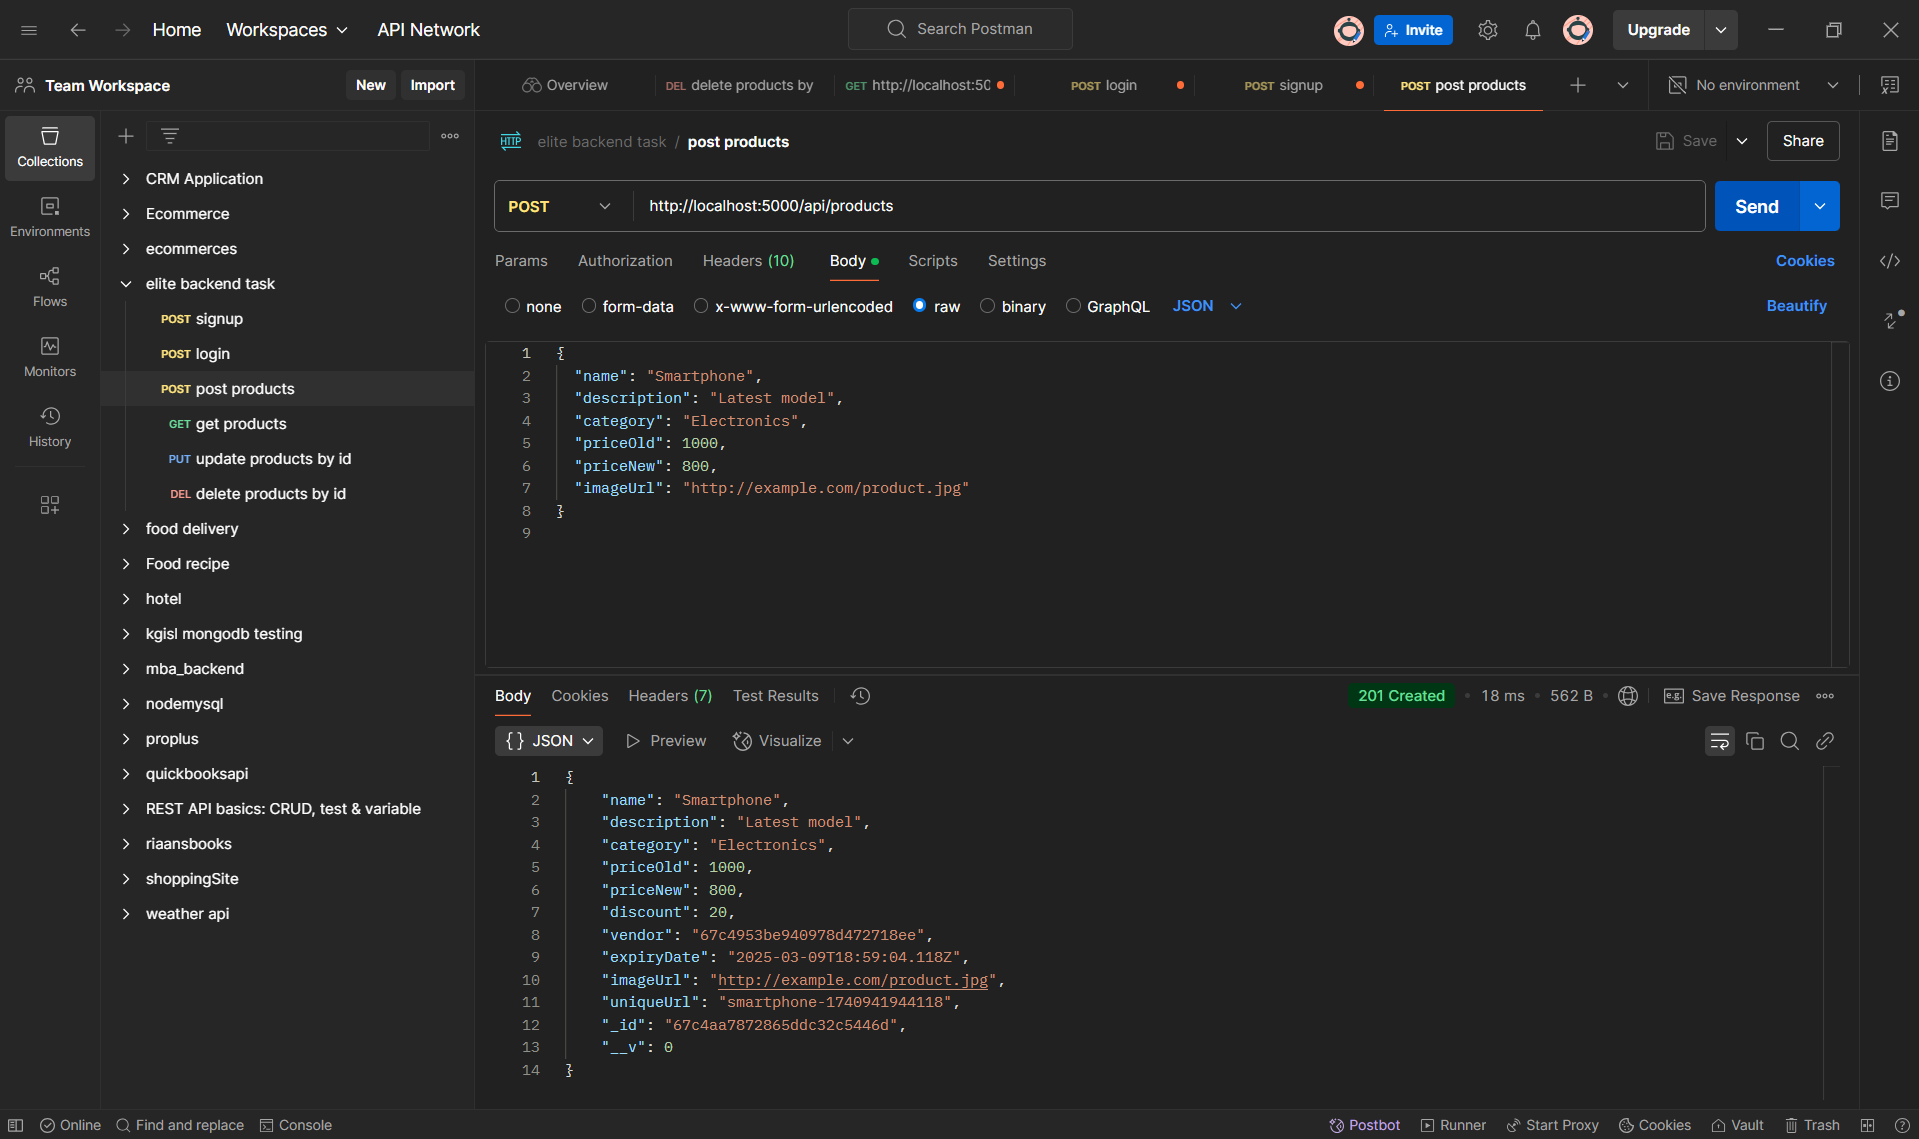 Home Workspaces API Network Search Postman Invite Upgrade
Team Workspace New Import Overview DEL delete products by GET http://localhost:50 POST login POST signup POST post products No environment
Collections
Environments
Flows
Monitors
History
CRM Application
Ecommerce
ecommerces
elite backend task
POST signup
POST login
POST post products
GET get products
PUT update products by id
DEL delete products by id
food delivery
Food recipe
hotel
kgisl mongodb testing
mba_backend
nodemysql
proplus
quickbooksapi
REST API basics: CRUD, test & variable
riaansbooks
shoppingSite
weather api
HTTP elite backend task / post products Save Share
POST http://localhost:5000/api/products Send
Params Authorization Headers (10) Body Scripts Settings Cookies
none form-data x-www-form-urlencoded raw binary GraphQL JSON Beautify
1 {
2 "name": "Smartphone",
3 "description": "Latest model",
4 "category": "Electronics",
5 "priceOld": 1000,
6 "priceNew": 800,
7 "imageUrl": "http://example.com/product.jpg"
8 }
9
Body Cookies Headers (7) Test Results 201 Created • 18 ms • 562 B • e.g. Save Response
{} JSON Preview Visualize
1 {
2 "name": "Smartphone",
3 "description": "Latest model",
4 "category": "Electronics",
5 "priceOld": 1000,
6 "priceNew": 800,
7 "discount": 20,
8 "vendor": "67c4953be940978d472718ee",
9 "expiryDate": "2025-03-09T18:59:04.118Z",
10 "imageUrl": "http://example.com/product.jpg",
11 "uniqueUrl": "smartphone-1740941944118",
12 "_id": "67c4aa7872865ddc32c5446d",
13 "__v": 0
14 }
Online Find and replace Console Postbot Runner Start Proxy Cookies Vault Trash